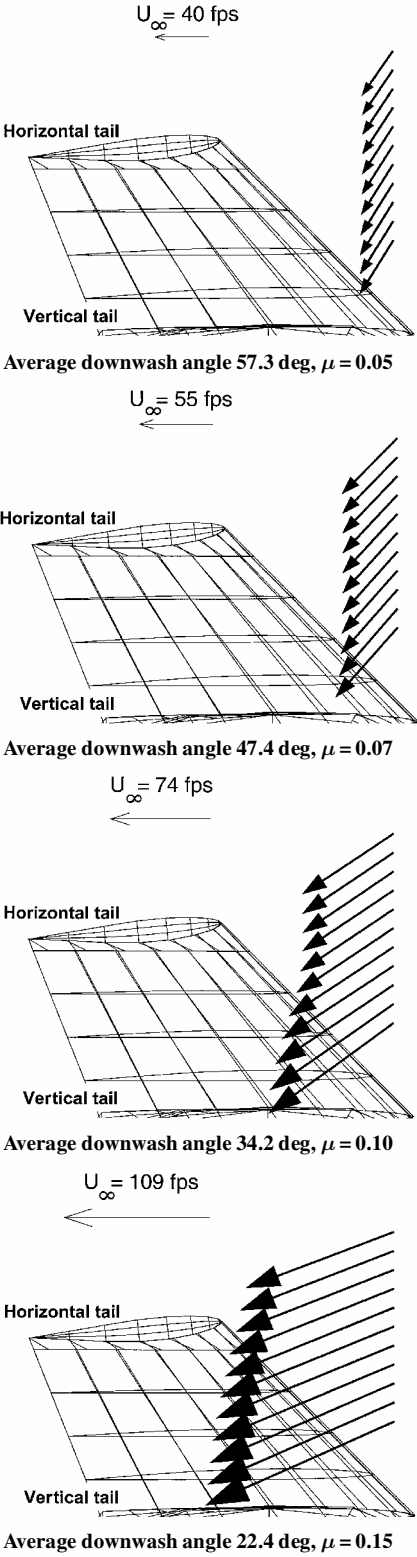 U∞= 40 fps
Horizontal tail
Vertical tail
Average downwash angle 57.3 deg, μ = 0.05
U∞= 55 fps
Horizontal tail
Vertical tail
Average downwash angle 47.4 deg, μ = 0.07
U∞= 74 fps
Horizontal tail
Vertical tail
Average downwash angle 34.2 deg, μ = 0.10
U∞= 109 fps
Horizontal tail
Vertical tail
Average downwash angle 22.4 deg, μ = 0.15